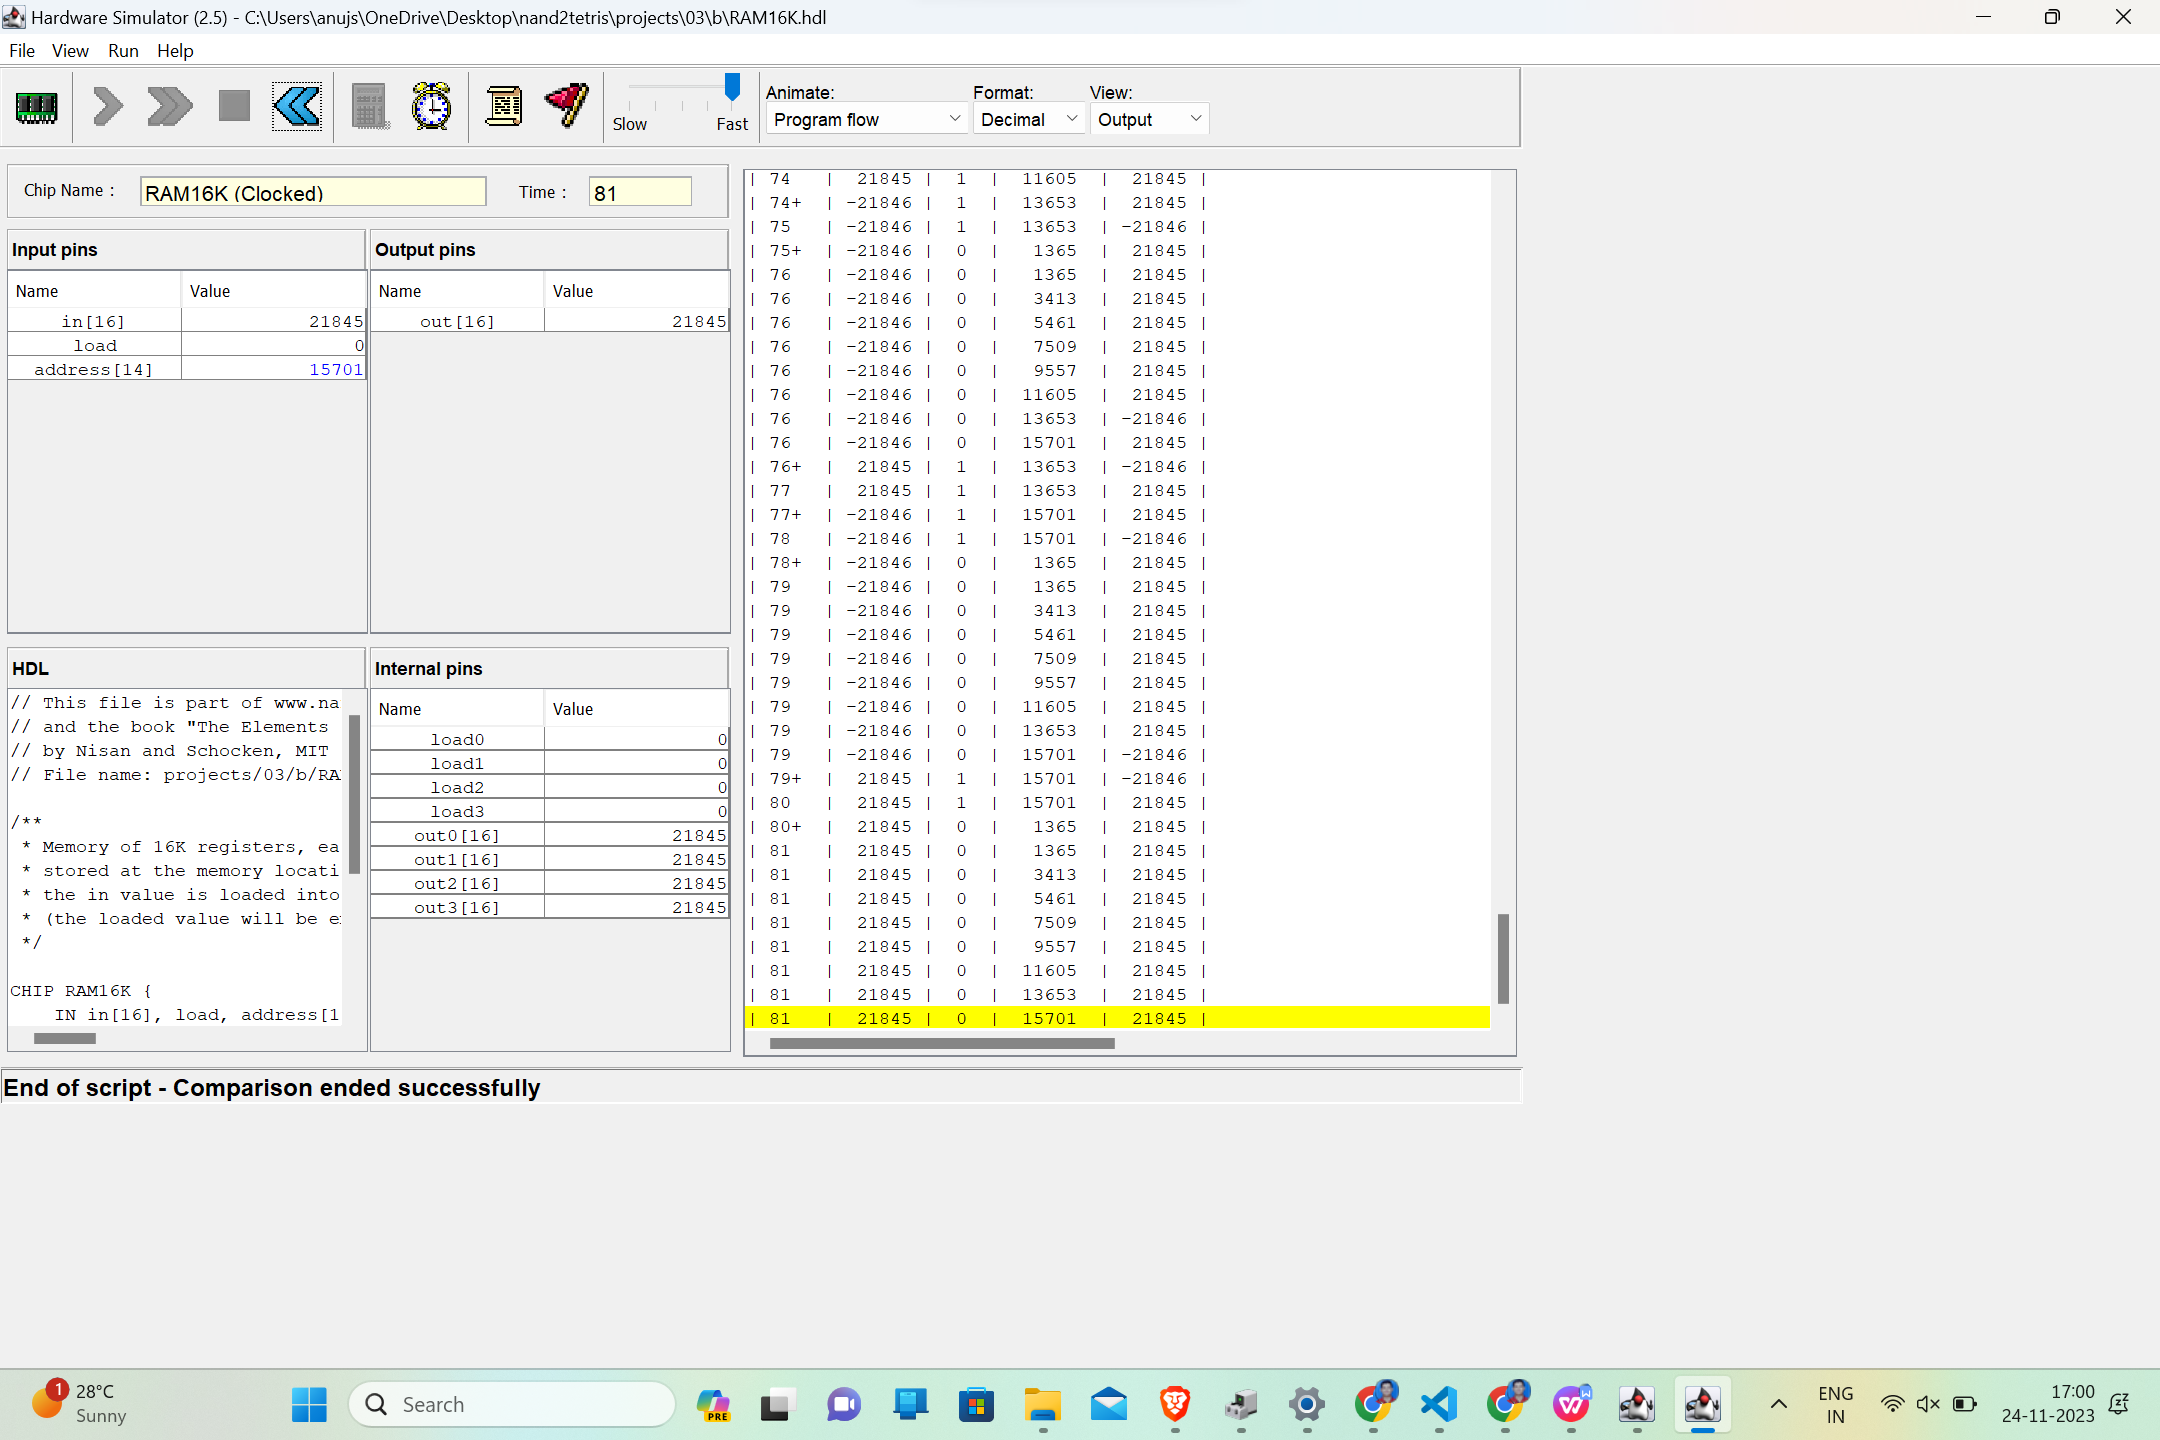 Hardware Simulator (2.5) - C:\Users\anujs\OneDrive\Desktop\nand2tetris\projects\03\b\RAM16K.hdl
File View Run Help
Slow Fast
Animate: Format: View:
Program flow Decimal Output
Chip Name : RAM16K (Clocked) Time : 81
Input pins
Name Value
in[16] 21845
load 0
address[14] 15701
Output pins
Name Value
out[16] 21845
HDL
// This file is part of www.na
// and the book "The Elements
// by Nisan and Schocken, MIT
// File name: projects/03/b/RA
/**
* Memory of 16K registers, ea
* stored at the memory locati
* the in value is loaded into
* (the loaded value will be e
*/
CHIP RAM16K {
IN in[16], load, address[1
Internal pins
Name Value
load0 0
load1 0
load2 0
load3 0
out0[16] 21845
out1[16] 21845
out2[16] 21845
out3[16] 21845
| 74 | 21845 | 1 | 11605 | 21845 |
| 74+ | -21846 | 1 | 13653 | 21845 |
| 75 | -21846 | 1 | 13653 | -21846 |
| 75+ | -21846 | 0 | 1365 | 21845 |
| 76 | -21846 | 0 | 1365 | 21845 |
| 76 | -21846 | 0 | 3413 | 21845 |
| 76 | -21846 | 0 | 5461 | 21845 |
| 76 | -21846 | 0 | 7509 | 21845 |
| 76 | -21846 | 0 | 9557 | 21845 |
| 76 | -21846 | 0 | 11605 | 21845 |
| 76 | -21846 | 0 | 13653 | -21846 |
| 76 | -21846 | 0 | 15701 | 21845 |
| 76+ | 21845 | 1 | 13653 | -21846 |
| 77 | 21845 | 1 | 13653 | 21845 |
| 77+ | -21846 | 1 | 15701 | 21845 |
| 78 | -21846 | 1 | 15701 | -21846 |
| 78+ | -21846 | 0 | 1365 | 21845 |
| 79 | -21846 | 0 | 1365 | 21845 |
| 79 | -21846 | 0 | 3413 | 21845 |
| 79 | -21846 | 0 | 5461 | 21845 |
| 79 | -21846 | 0 | 7509 | 21845 |
| 79 | -21846 | 0 | 9557 | 21845 |
| 79 | -21846 | 0 | 11605 | 21845 |
| 79 | -21846 | 0 | 13653 | 21845 |
| 79 | -21846 | 0 | 15701 | -21846 |
| 79+ | 21845 | 1 | 15701 | -21846 |
| 80 | 21845 | 1 | 15701 | 21845 |
| 80+ | 21845 | 0 | 1365 | 21845 |
| 81 | 21845 | 0 | 1365 | 21845 |
| 81 | 21845 | 0 | 3413 | 21845 |
| 81 | 21845 | 0 | 5461 | 21845 |
| 81 | 21845 | 0 | 7509 | 21845 |
| 81 | 21845 | 0 | 9557 | 21845 |
| 81 | 21845 | 0 | 11605 | 21845 |
| 81 | 21845 | 0 | 13653 | 21845 |
| 81 | 21845 | 0 | 15701 | 21845 |
End of script - Comparison ended successfully
1
28°C
Sunny
Search
PRE
ENG
IN
17:00
24-11-2023